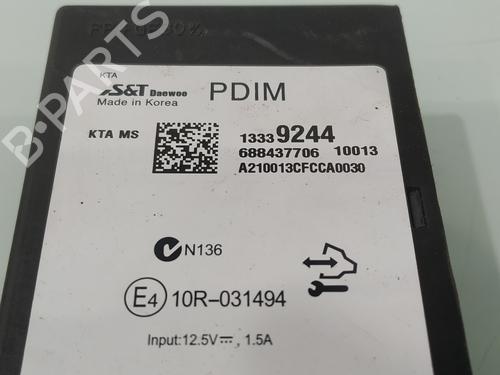 KTA
S&T Daewoo PDIM
Made in Korea
KTA MS
13339244
688437706 10013
A210013CFCCA0030
N136
E4 10R-031494
Input:12.5V⎓, 1.5A
B-PARTS